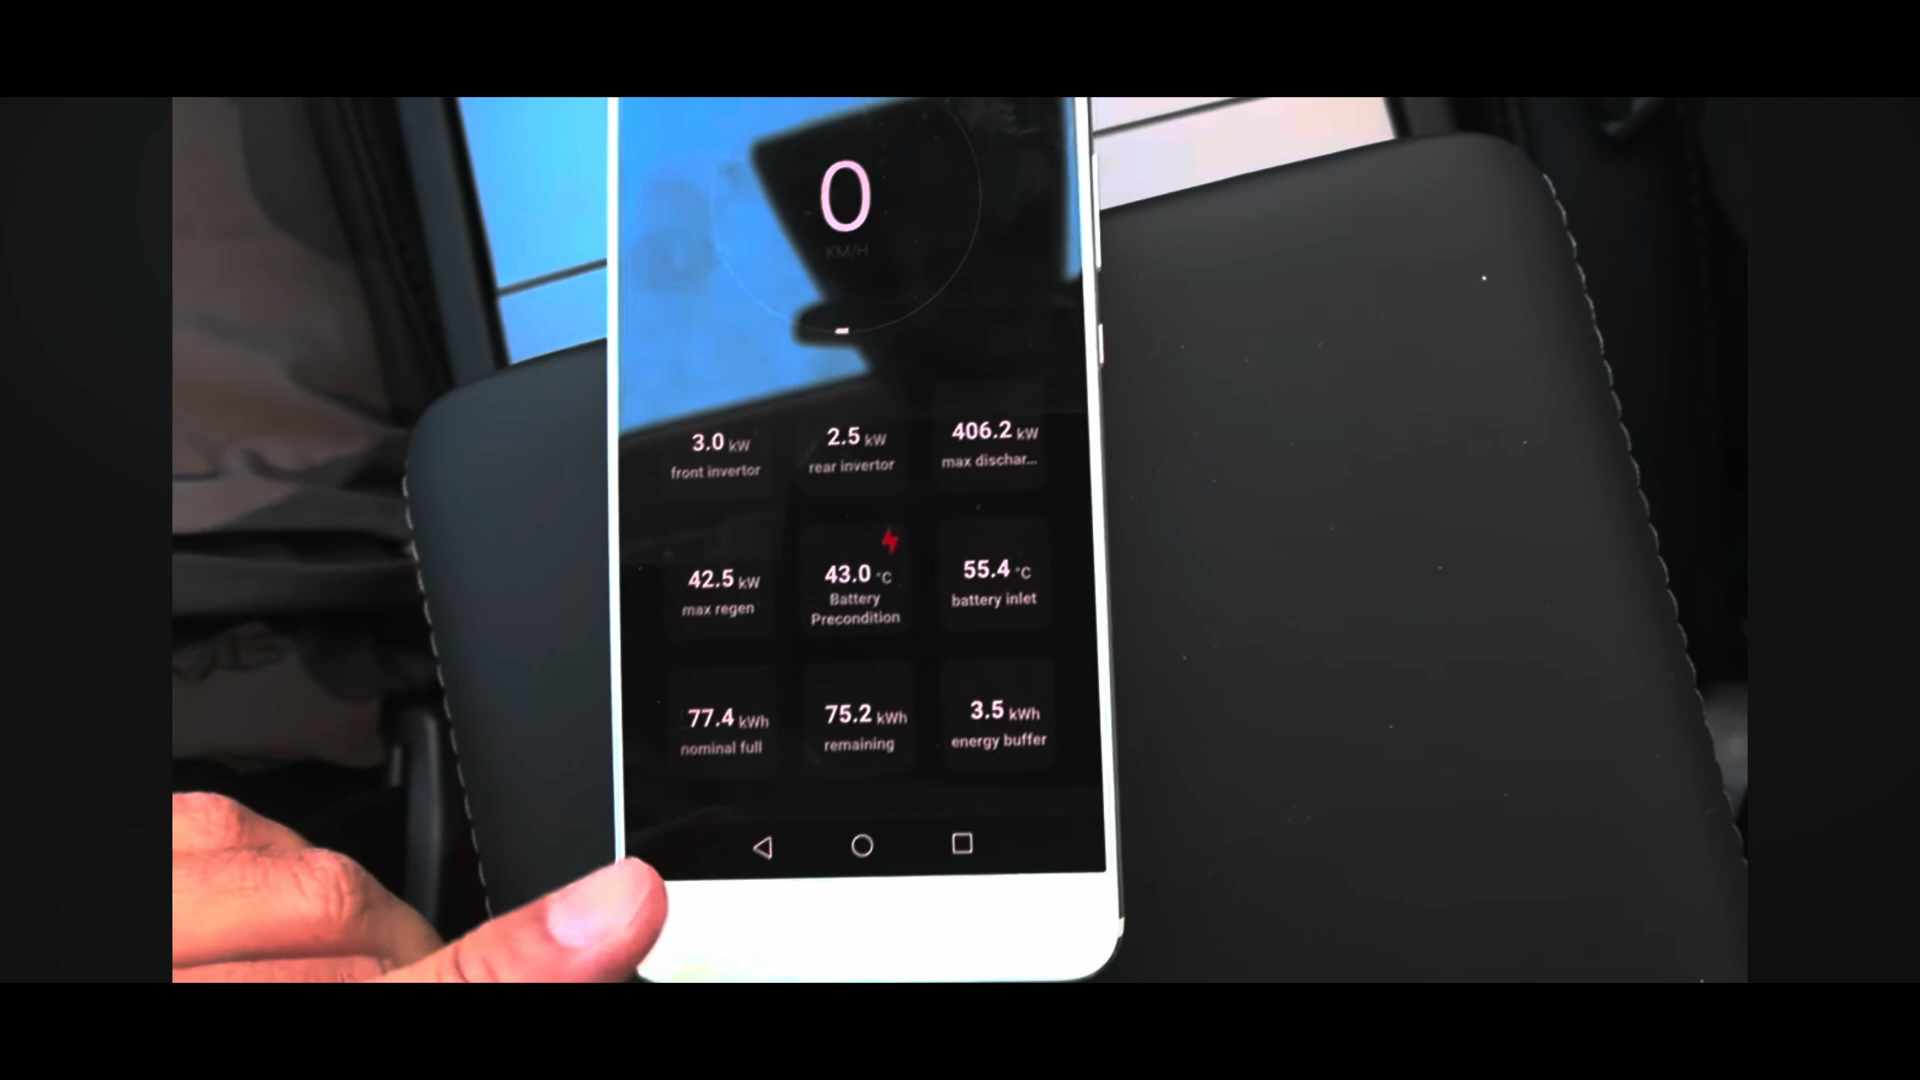 0
KM/H
3.0 kW
front invertor
2.5 kW
rear invertor
406.2 kW
max dischar...
42.5 kW
max regen
43.0 °C
Battery
Precondition
55.4 °C
battery inlet
77.4 kWh
nominal full
75.2 kWh
remaining
3.5 kWh
energy buffer